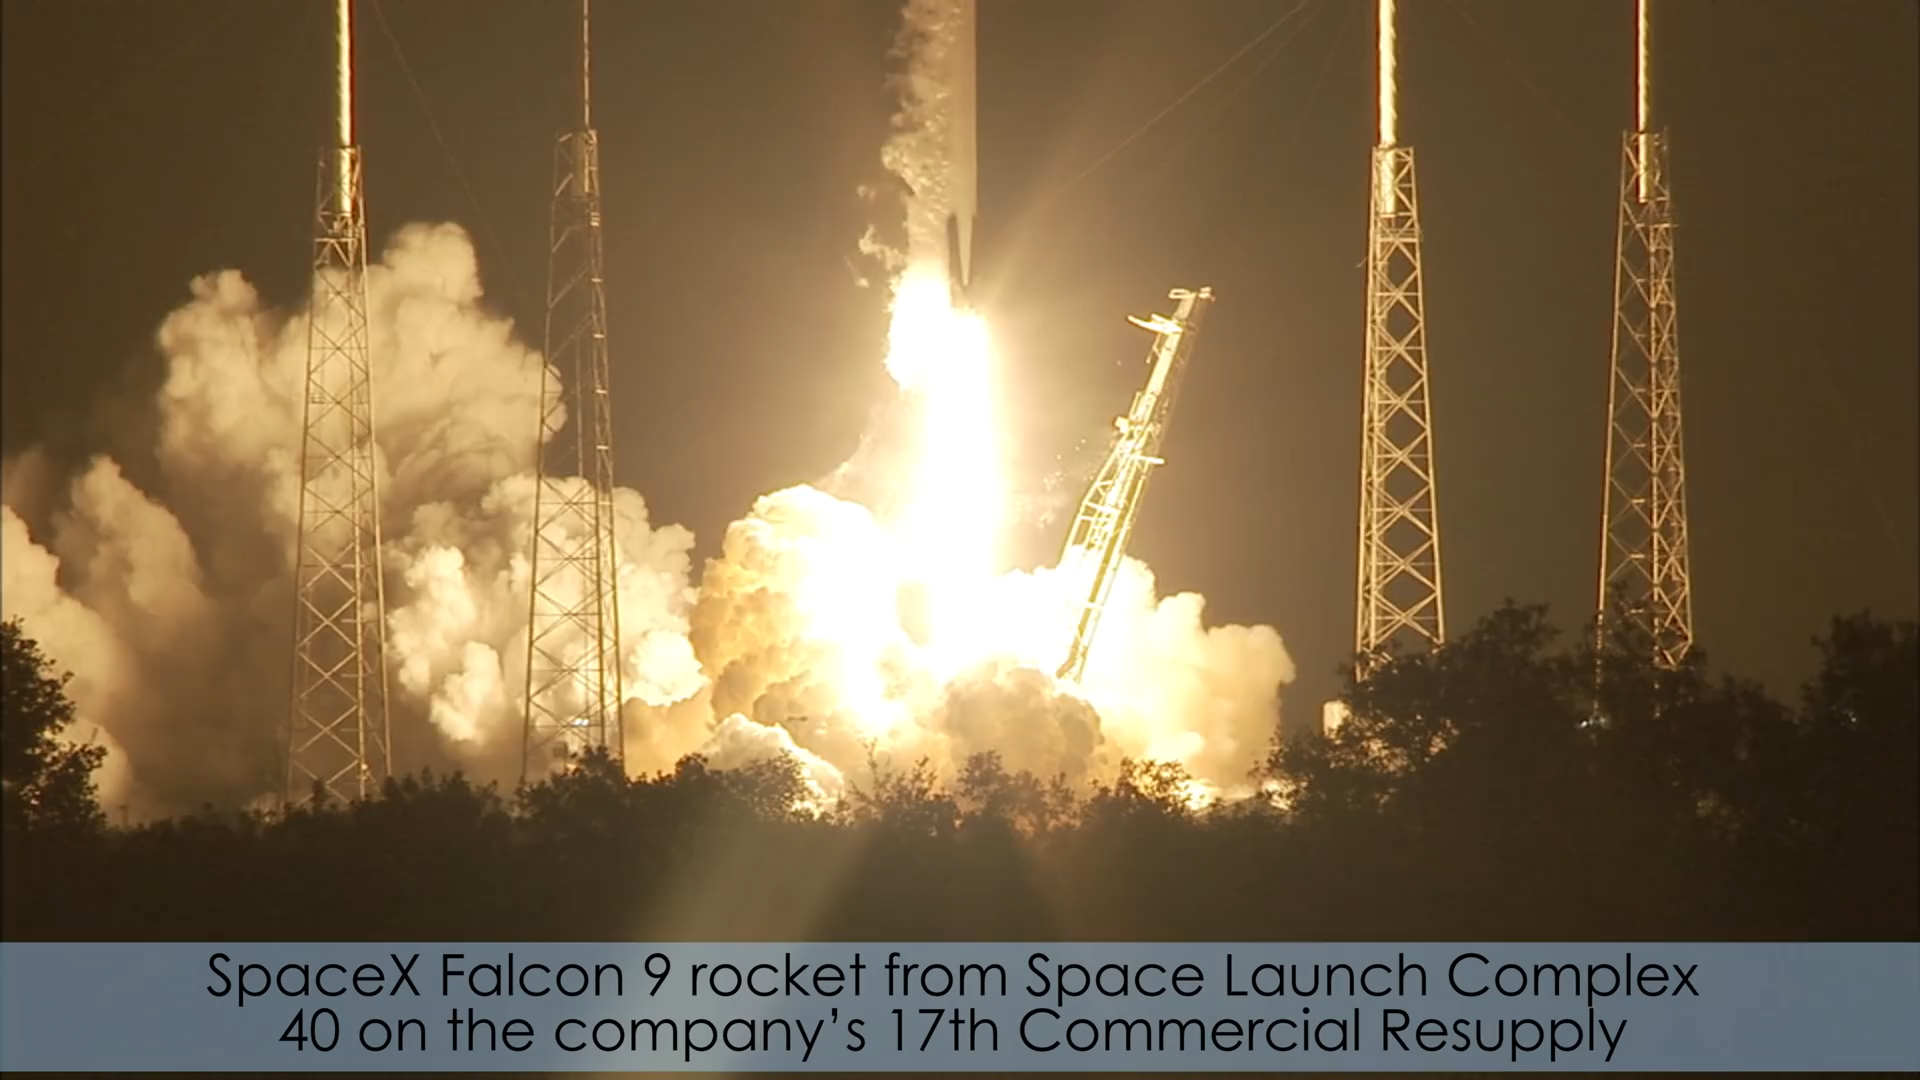 SpaceX Falcon 9 rocket from Space Launch Complex
40 on the company’s 17th Commercial Resupply